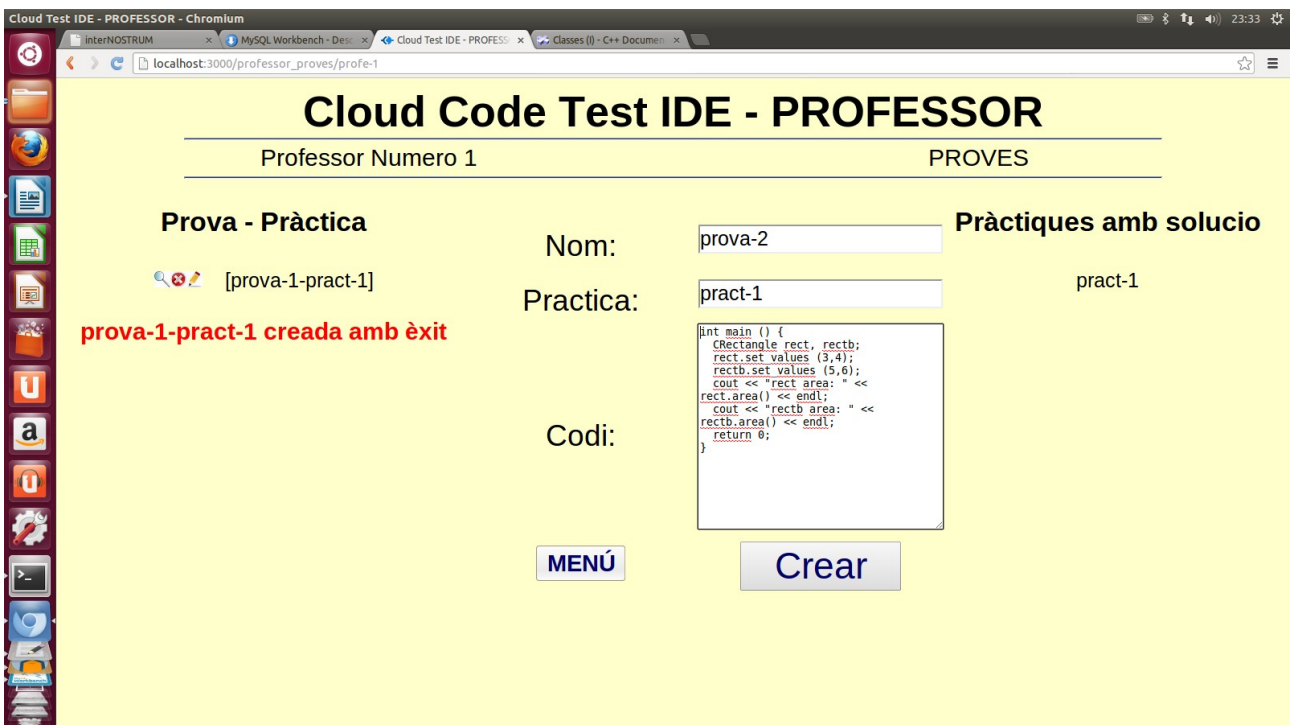 Cloud Test IDE - PROFESSOR - Chromium
23:33
interNOSTRUM
MySQL Workbench - Desc
Cloud Test IDE - PROFESS
Classes (I) - C++ Documen
localhost:3000/professor_proves/profe-1
Cloud Code Test IDE - PROFESSOR
Professor Numero 1
PROVES
Prova - Pràctica
Nom:
prova-2
Pràctiques amb solucio
[prova-1-pract-1]
Practica:
pract-1
pract-1
prova-1-pract-1 creada amb èxit
Codi:
int main () {
CRectangle rect, rectb;
rect.set_values (3,4);
rectb.set_values (5,6);
cout << "rect area: " <<
rect.area() << endl;
cout << "rectb area: " <<
rectb.area() << endl;
return 0;
}
MENÚ
Crear